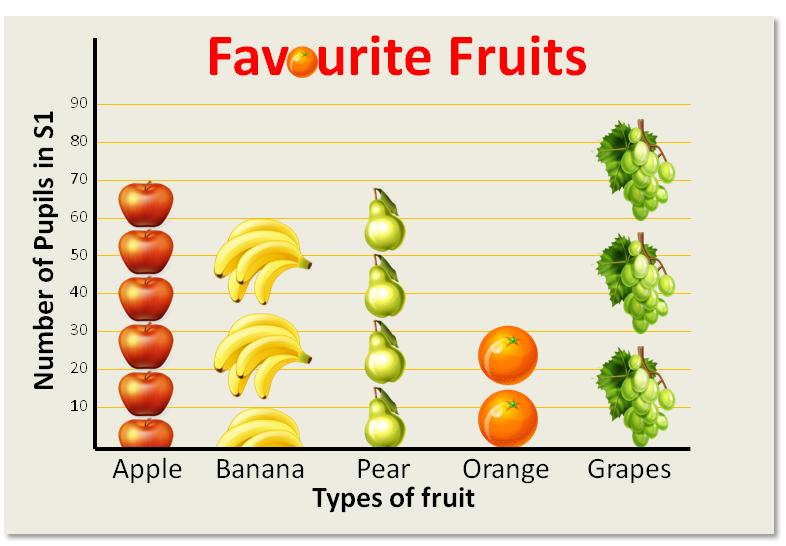 Favourite Fruits
Number of Pupils in S1
90
80
70
60
50
40
30
20
10
Apple Banana Pear Orange Grapes
Types of fruit